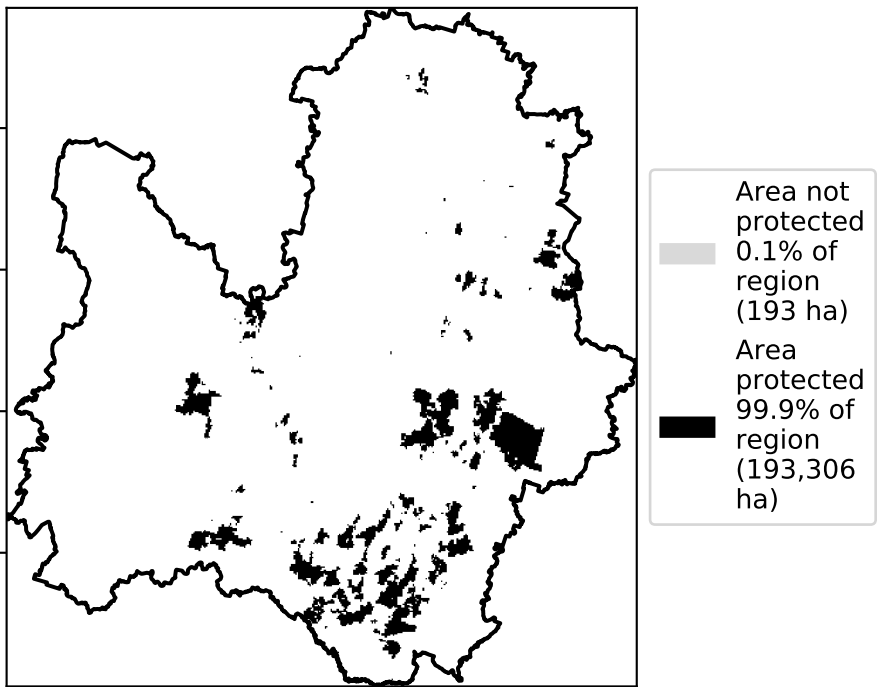 Area not
protected
0.1% of
region
(193 ha)
Area
protected
99.9% of
region
(193,306
ha)